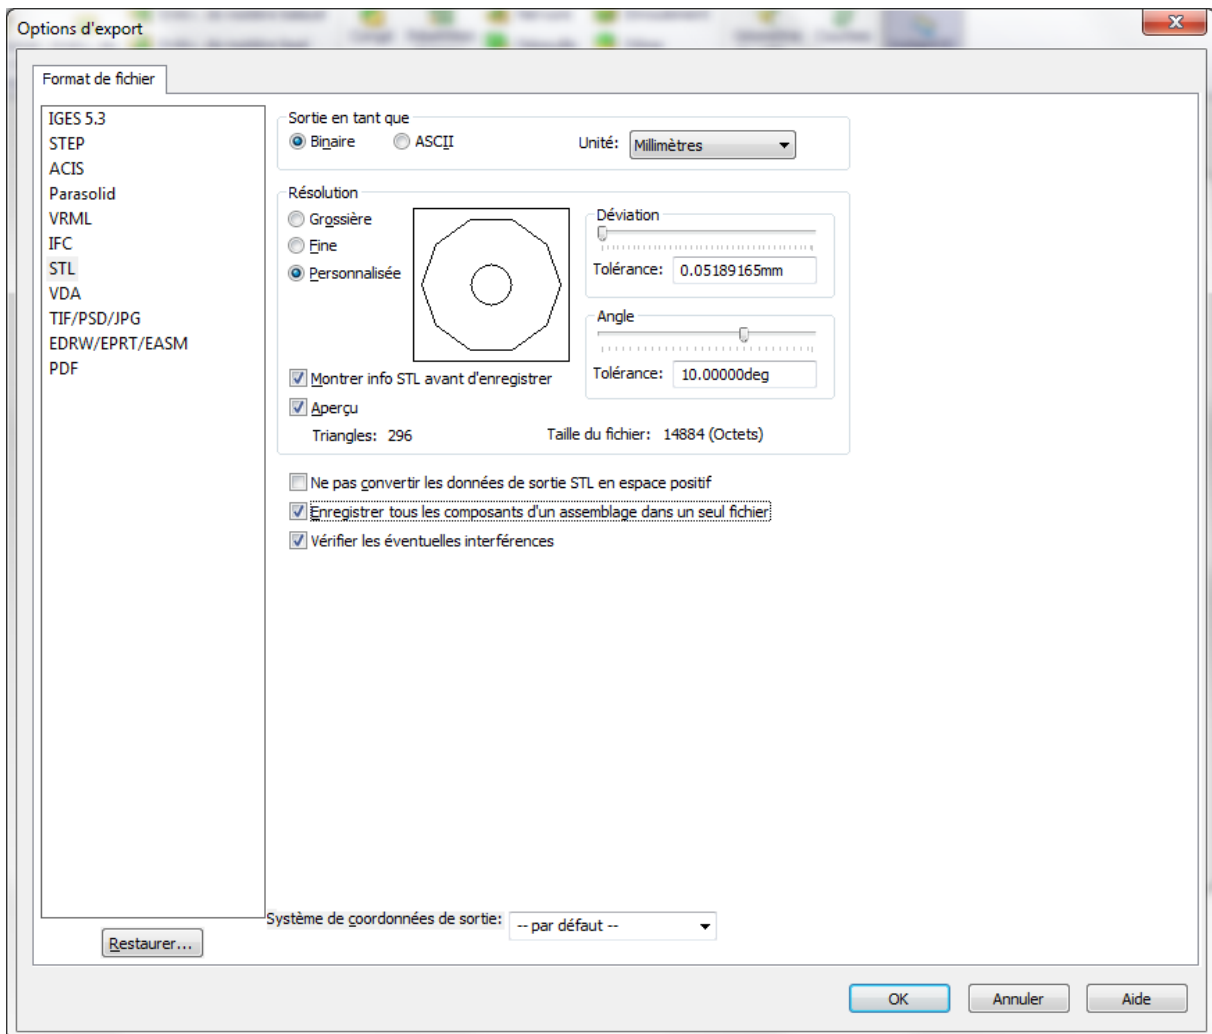 Options d'export
Format de fichier
IGES 5.3
STEP
ACIS
Parasolid
VRML
IFC
STL
VDA
TIF/PSD/JPG
EDRW/EPRT/EASM
PDF
Restaurer...
Sortie en tant que
Binaire ASCII Unité: Millimètres
Résolution
Grossière
Fine
Personnalisée
Déviation
Tolérance: 0.05189165mm
Angle
Tolérance: 10.00000deg
Montrer info STL avant d'enregistrer
Aperçu
Triangles: 296 Taille du fichier: 14884 (Octets)
Ne pas convertir les données de sortie STL en espace positif
Enregistrer tous les composants d'un assemblage dans un seul fichier
Vérifier les éventuelles interférences
Système de coordonnées de sortie: -- par défaut --
OK Annuler Aide